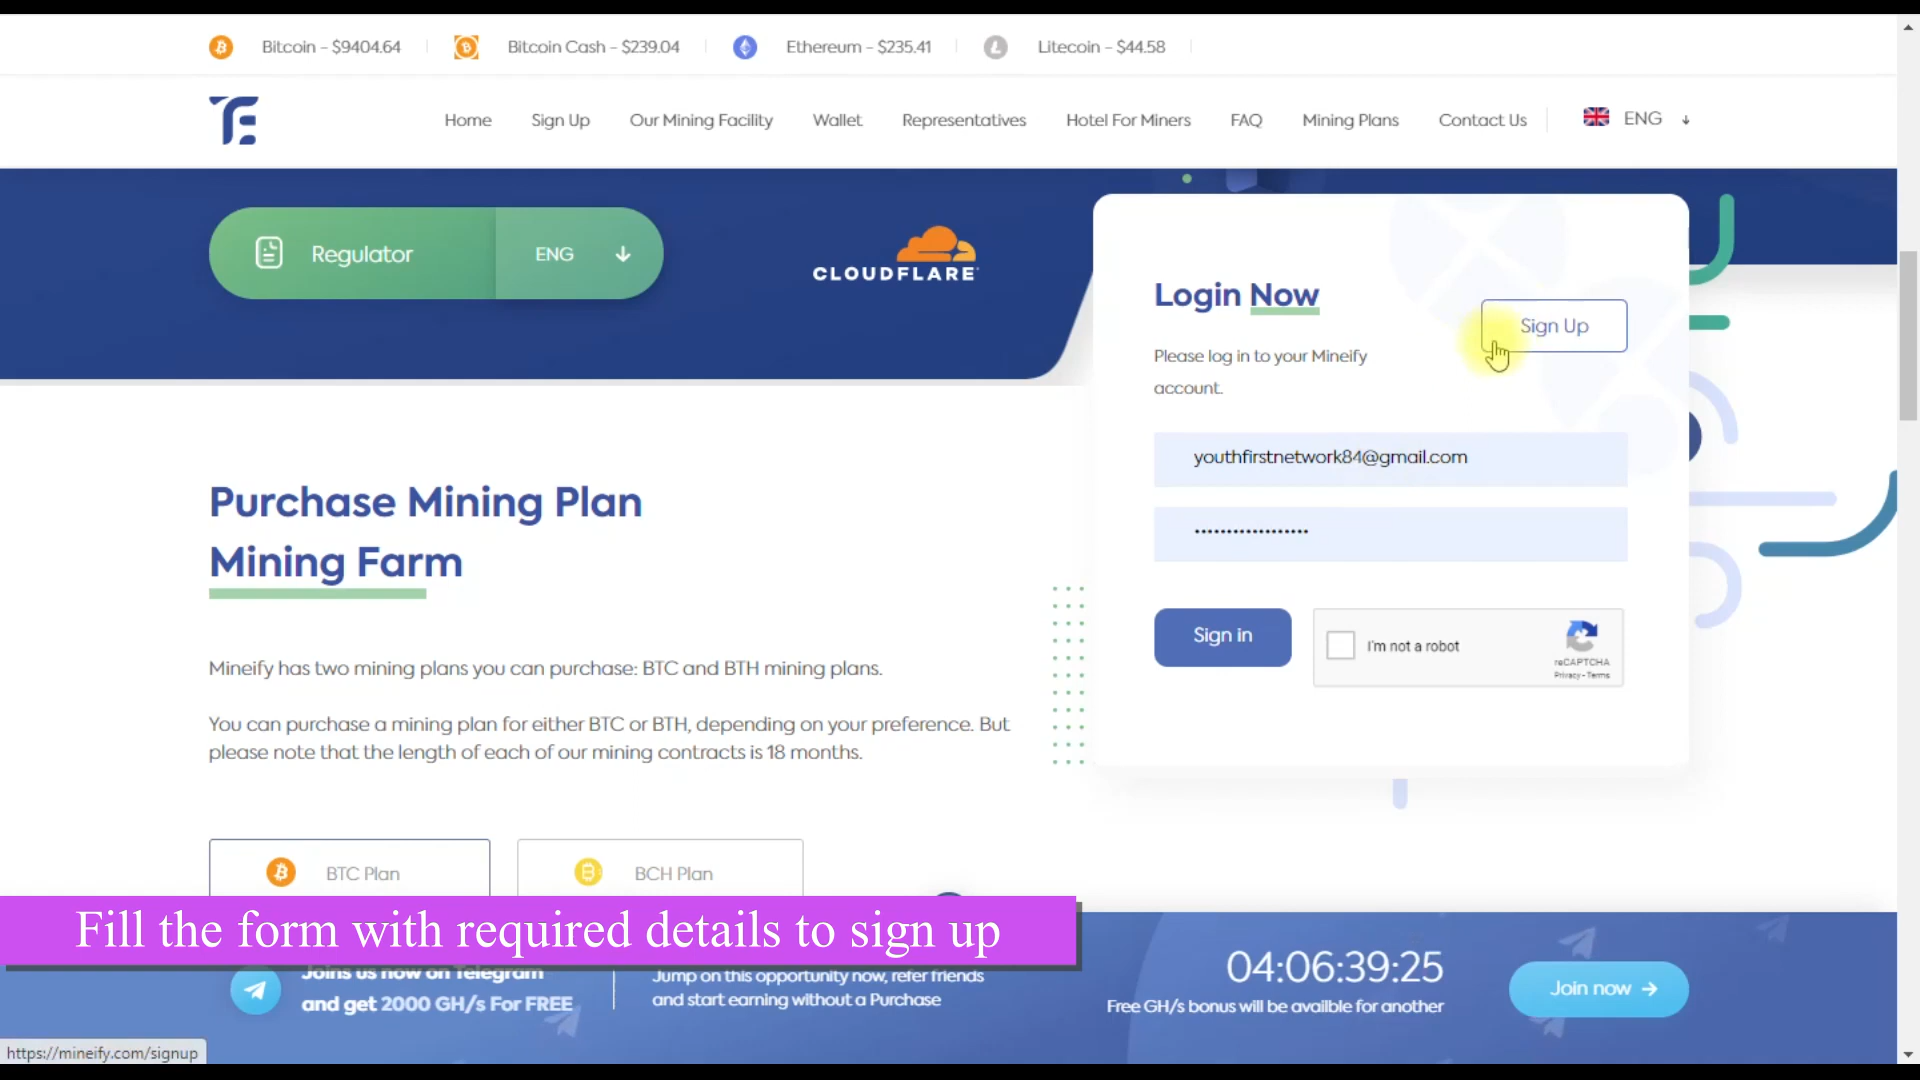 Bitcoin - $9404.64
Bitcoin Cash - $239.04
Ethereum - $235.41
Litecoin - $44.58
Home
Sign Up
Our Mining Facility
Wallet
Representatives
Hotel For Miners
FAQ
Mining Plans
Contact Us
ENG
Regulator
ENG
CLOUDFLARE
Login Now
Sign Up
Please log in to your Mineify
account.
youthfirstnetwork84@gmail.com
••••••••••••••••••
Sign in
I'm not a robot
reCAPTCHA
Privacy - Terms
Purchase Mining Plan
Mining Farm
Mineify has two mining plans you can purchase: BTC and BTH mining plans.
You can purchase a mining plan for either BTC or BTH, depending on your preference. But
please note that the length of each of our mining contracts is 18 months.
BTC Plan
BCH Plan
Fill the form with required details to sign up
Joins us now on Telegram
and get 2000 GH/s For FREE
Jump on this opportunity now, refer friends
and start earning without a Purchase
04:06:39:25
Free GH/s bonus will be availble for another
Join now →
https://mineify.com/signup